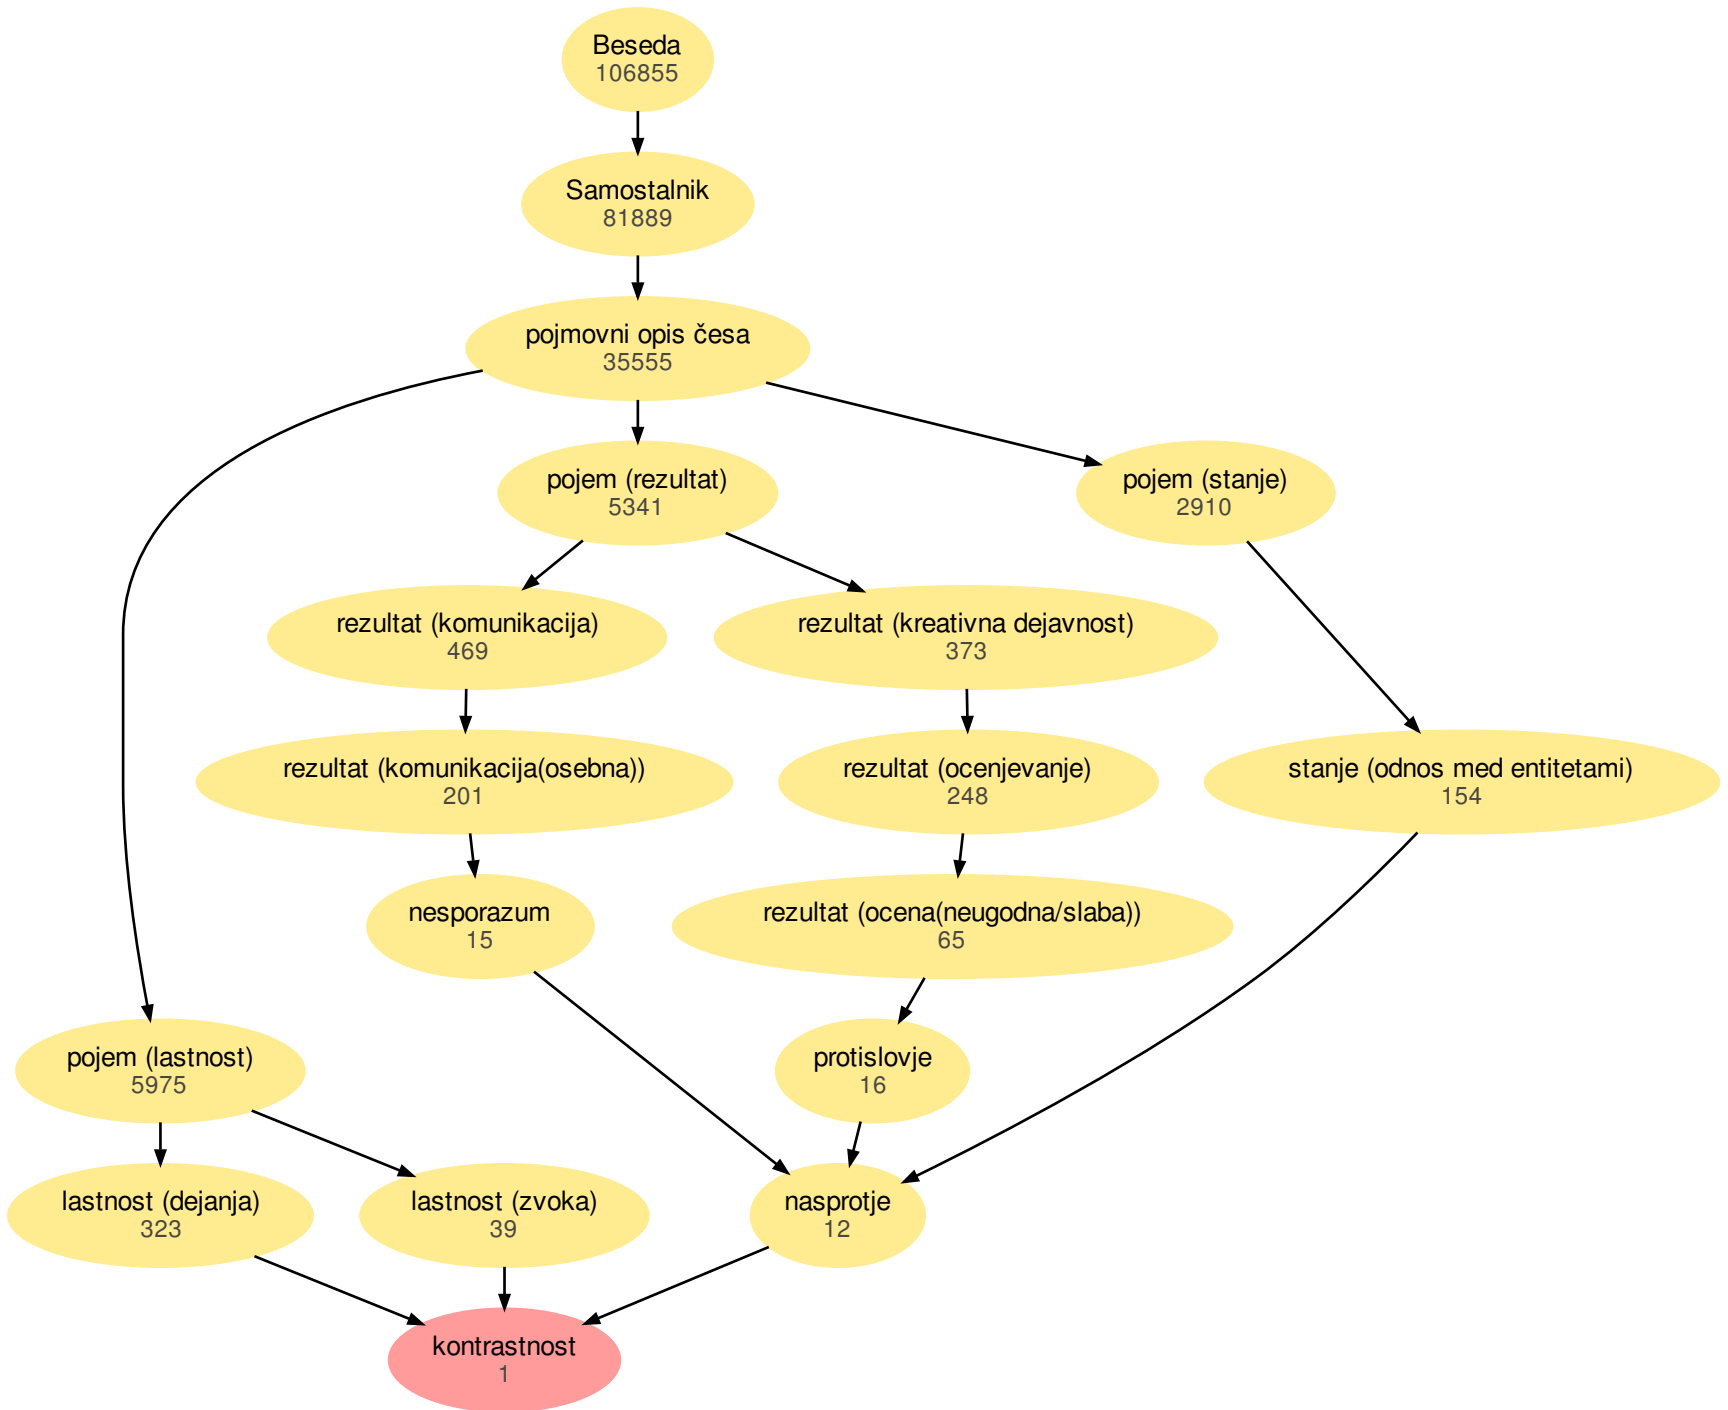 Beseda
106855
Samostalnik
81889
pojmovni opis česa
35555
pojem (rezultat)
5341
pojem (stanje)
2910
rezultat (komunikacija)
469
rezultat (kreativna dejavnost)
373
rezultat (komunikacija(osebna))
201
rezultat (ocenjevanje)
248
stanje (odnos med entitetami)
154
nesporazum
15
rezultat (ocena(neugodna/slaba))
65
pojem (lastnost)
5975
protislovje
16
lastnost (dejanja)
323
lastnost (zvoka)
39
nasprotje
12
kontrastnost
1